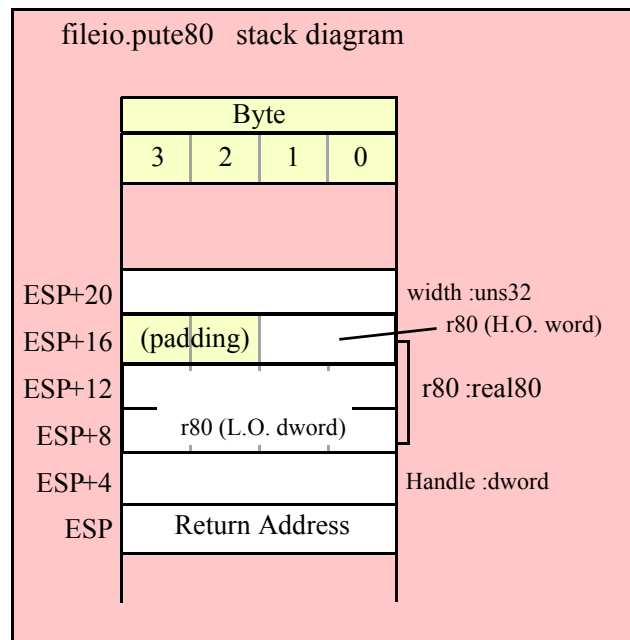 fileio.pute80 stack diagram
Byte
3 2 1 0
ESP+20 width :uns32
ESP+16 (padding) r80 (H.O. word)
ESP+12 r80 :real80
ESP+8 r80 (L.O. dword)
ESP+4 Handle :dword
ESP Return Address